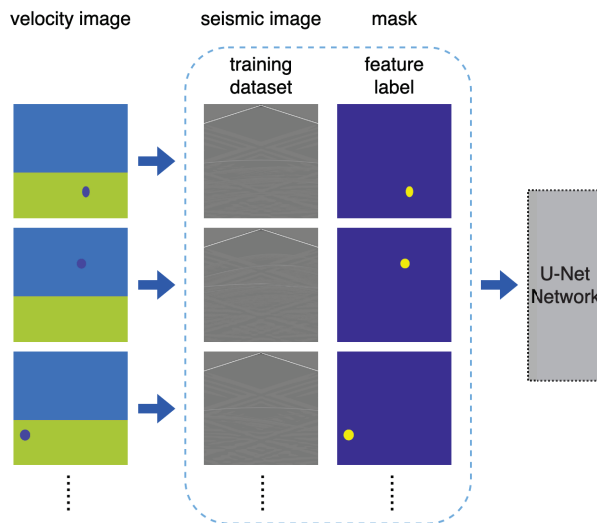 velocity image
seismic image
mask
training
dataset
feature
label
U-Net
Network